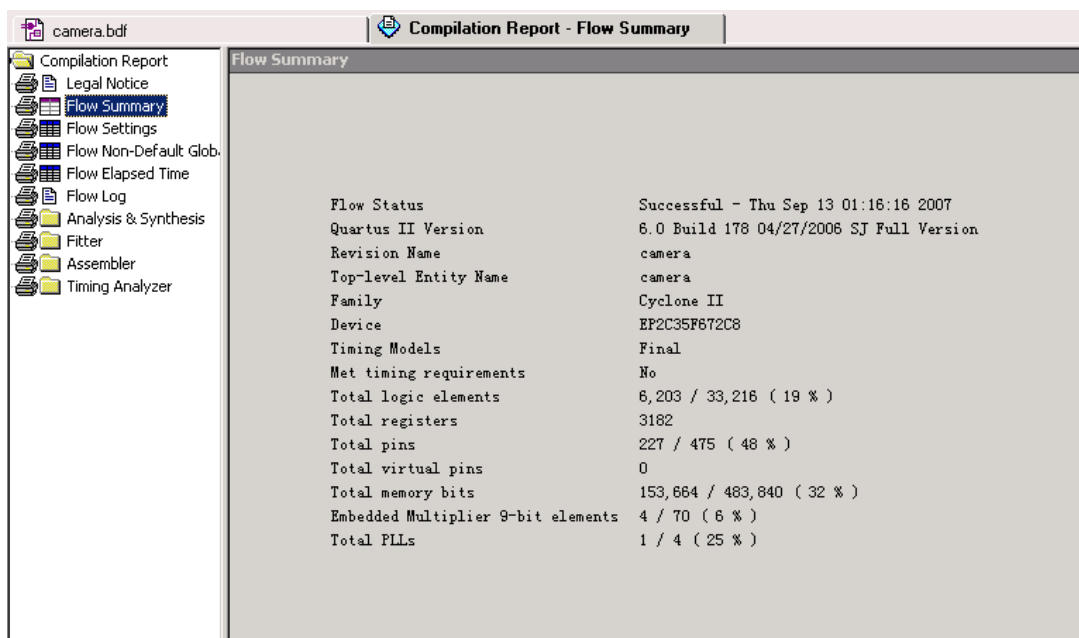 camera.bdf
Compilation Report - Flow Summary
Compilation Report
Legal Notice
Flow Summary
Flow Settings
Flow Non-Default Glob
Flow Elapsed Time
Flow Log
Analysis & Synthesis
Fitter
Assembler
Timing Analyzer
Flow Summary
Flow Status Successful - Thu Sep 13 01:16:16 2007
Quartus II Version 6.0 Build 178 04/27/2006 SJ Full Version
Revision Name camera
Top-level Entity Name camera
Family Cyclone II
Device EP2C35F672C8
Timing Models Final
Met timing requirements No
Total logic elements 6,203 / 33,216 ( 19 % )
Total registers 3182
Total pins 227 / 475 ( 48 % )
Total virtual pins 0
Total memory bits 153,664 / 483,840 ( 32 % )
Embedded Multiplier 9-bit elements 4 / 70 ( 6 % )
Total PLLs 1 / 4 ( 25 % )